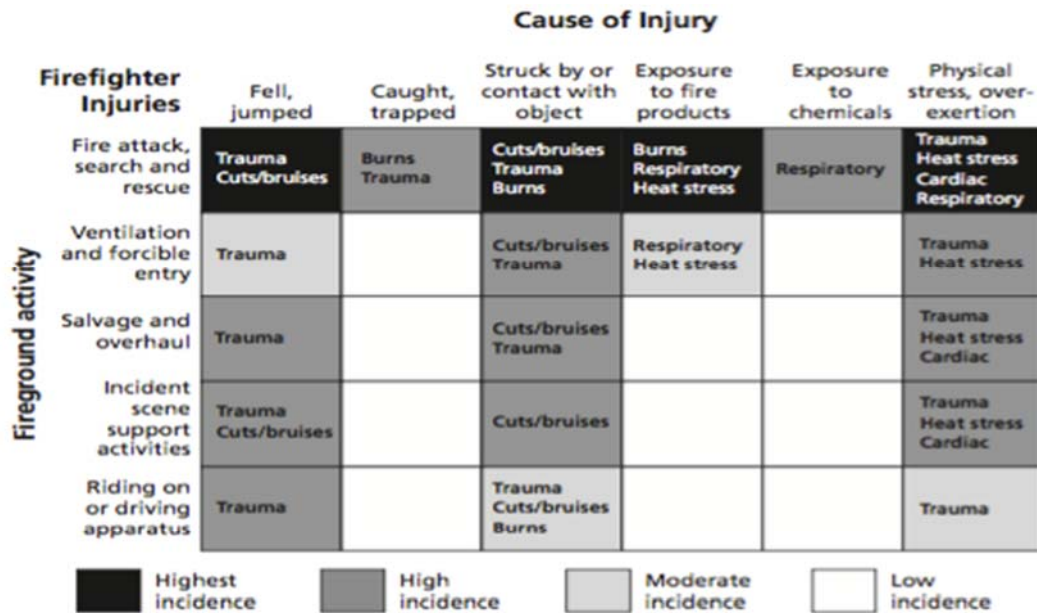 Cause of Injury
Firefighter
Injuries
Fell,
jumped
Caught,
trapped
Struck by or
contact with
object
Exposure
to fire
products
Exposure
to
chemicals
Physical
stress, over-
exertion
Fireground activity
Fire attack,
search and
rescue
Trauma
Cuts/bruises
Burns
Trauma
Cuts/bruises
Trauma
Burns
Burns
Respiratory
Heat stress
Respiratory
Trauma
Heat stress
Cardiac
Respiratory
Ventilation
and forcible
entry
Trauma
Cuts/bruises
Trauma
Respiratory
Heat stress
Trauma
Heat stress
Salvage and
overhaul
Trauma
Cuts/bruises
Trauma
Trauma
Heat stress
Cardiac
Incident
scene
support
activities
Trauma
Cuts/bruises
Cuts/bruises
Trauma
Heat stress
Cardiac
Riding on
or driving
apparatus
Trauma
Trauma
Cuts/bruises
Burns
Trauma
Highest
incidence
High
incidence
Moderate
incidence
Low
incidence